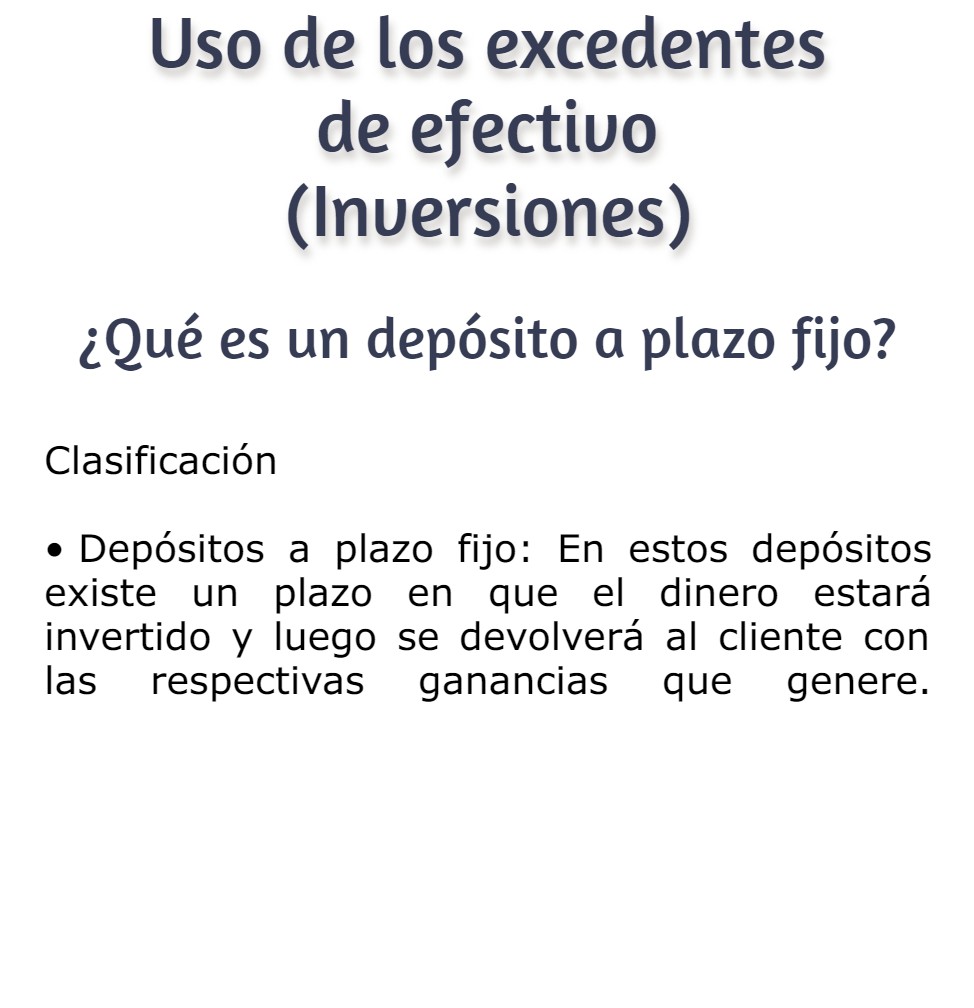 Uso de los excedentes
de efectivo
(Inversiones)
¿Qué es un depósito a plazo fijo?
Clasificación
• Depósitos a plazo fijo: En estos depósitos
existe un plazo en que el dinero estará
invertido y luego se devolverá al cliente con
las respectivas ganancias que genere.